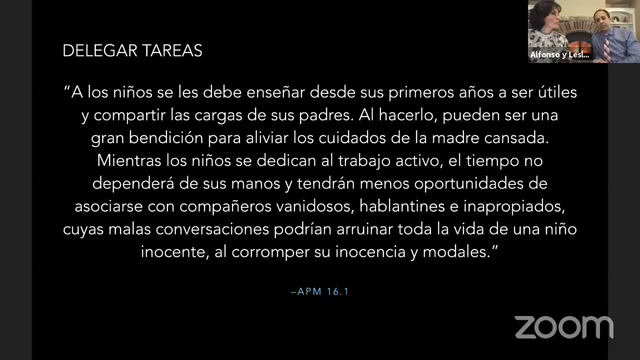 Alfonso y Lesl...
DELEGAR TAREAS
“A los niños se les debe enseñar desde sus primeros años a ser útiles
y compartir las cargas de sus padres. Al hacerlo, pueden ser una
gran bendición para aliviar los cuidados de la madre cansada.
Mientras los niños se dedican al trabajo activo, el tiempo no
dependerá de sus manos y tendrán menos oportunidades de
asociarse con compañeros vanidosos, hablantines e inapropiados,
cuyas malas conversaciones podrían arruinar toda la vida de una niño
inocente, al corromper su inocencia y modales.”
–APM 16.1
zoom